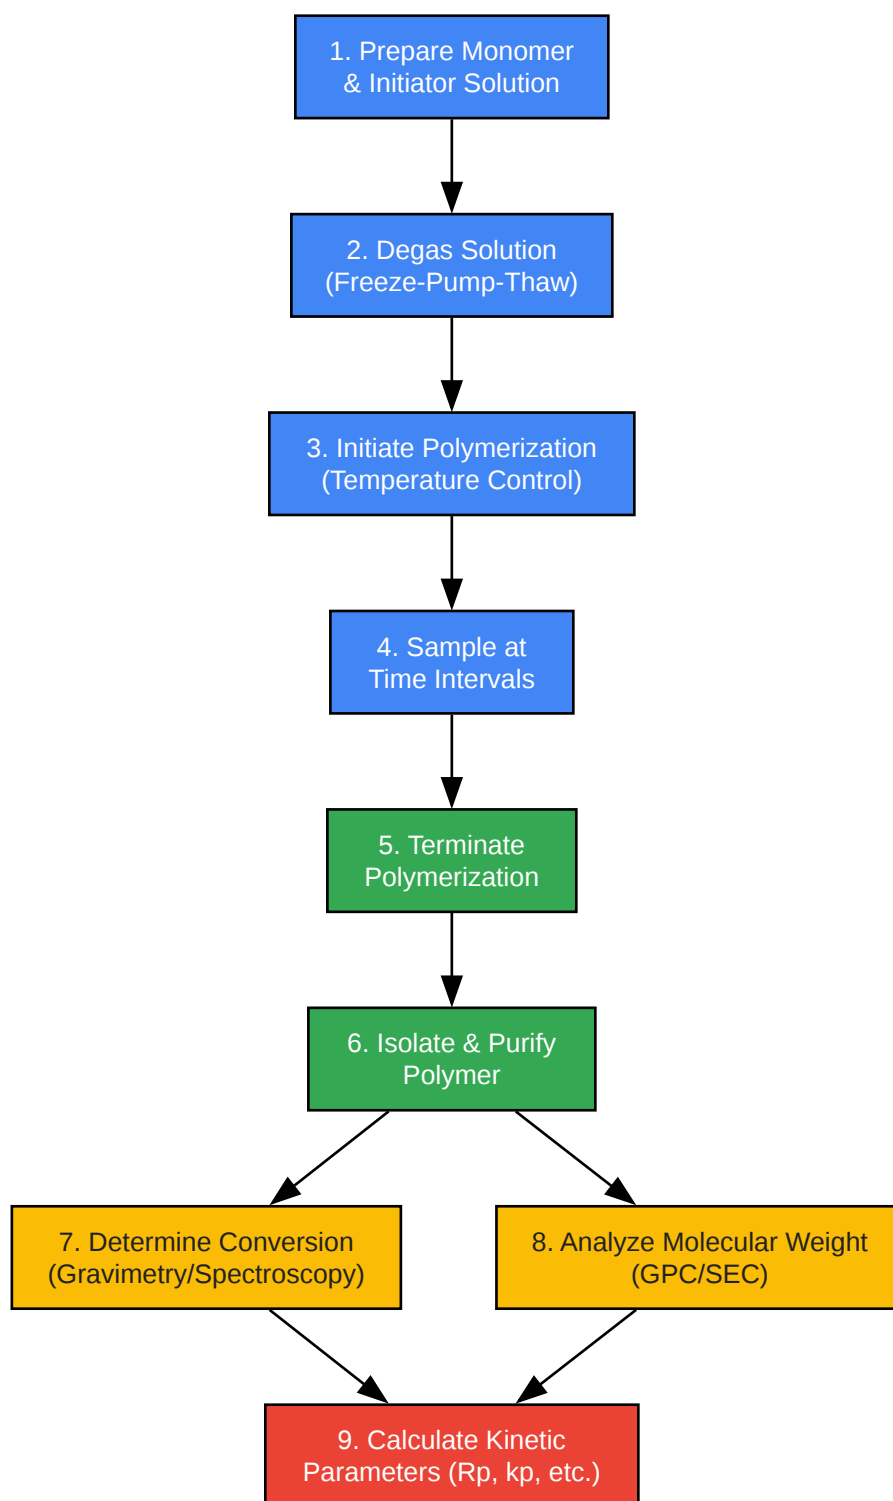 1. Prepare Monomer
& Initiator Solution
2. Degas Solution
(Freeze-Pump-Thaw)
3. Initiate Polymerization
(Temperature Control)
4. Sample at
Time Intervals
5. Terminate
Polymerization
6. Isolate & Purify
Polymer
7. Determine Conversion
(Gravimetry/Spectroscopy)
8. Analyze Molecular Weight
(GPC/SEC)
9. Calculate Kinetic
Parameters (Rp, kp, etc.)